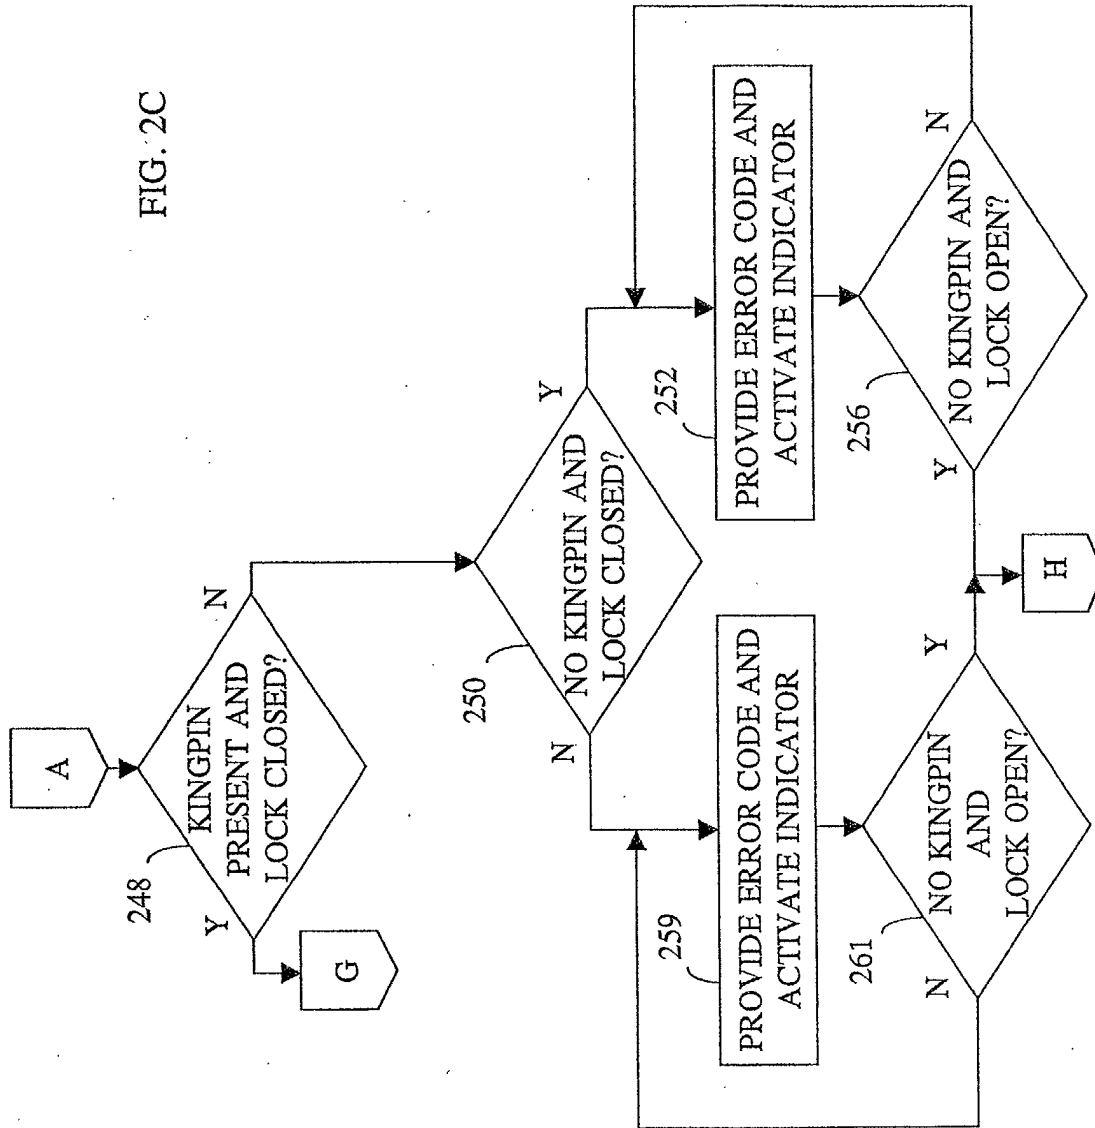 FIG. 2C
A
248
KINGPIN
PRESENT AND
LOCK CLOSED?
Y
N
G
250
NO KINGPIN AND
LOCK CLOSED?
N
Y
259
PROVIDE ERROR CODE AND
ACTIVATE INDICATOR
252
PROVIDE ERROR CODE AND
ACTIVATE INDICATOR
261
NO KINGPIN
AND
LOCK OPEN?
N
Y
256
NO KINGPIN AND
LOCK OPEN?
Y
N
H